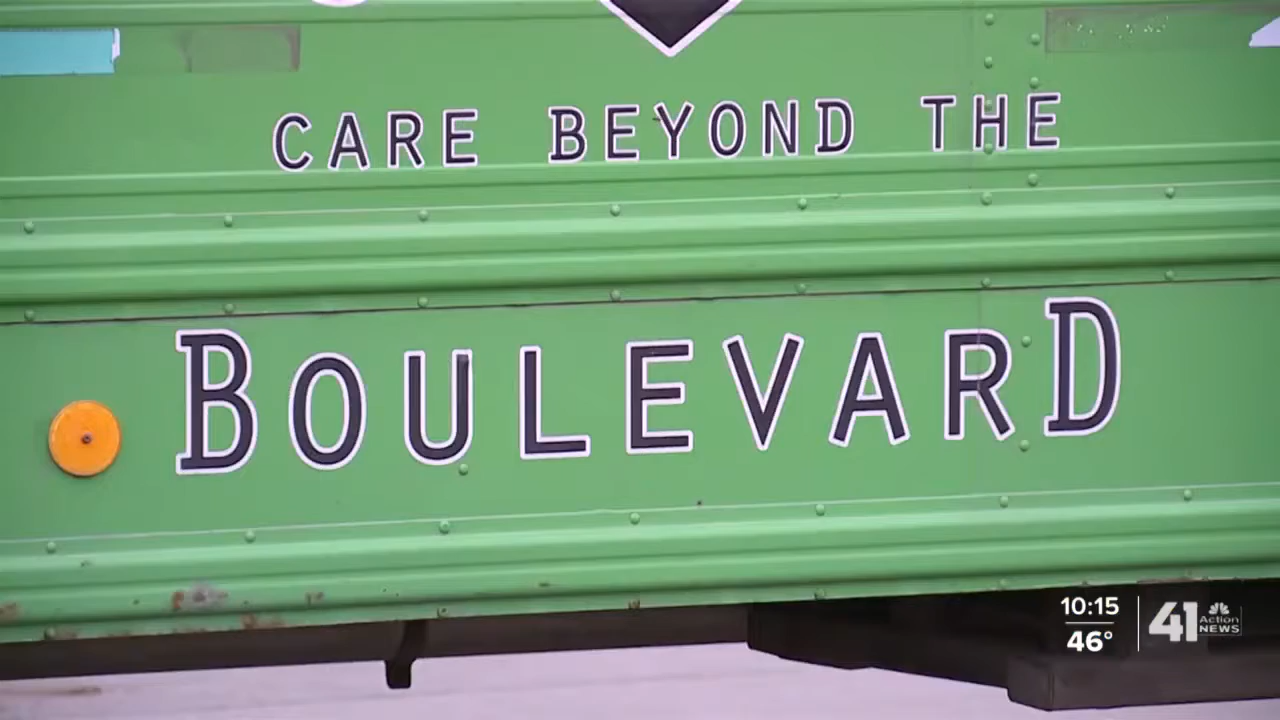 CARE BEYOND THE
BOULEVARD
10:15
46°
41 Action NEWS